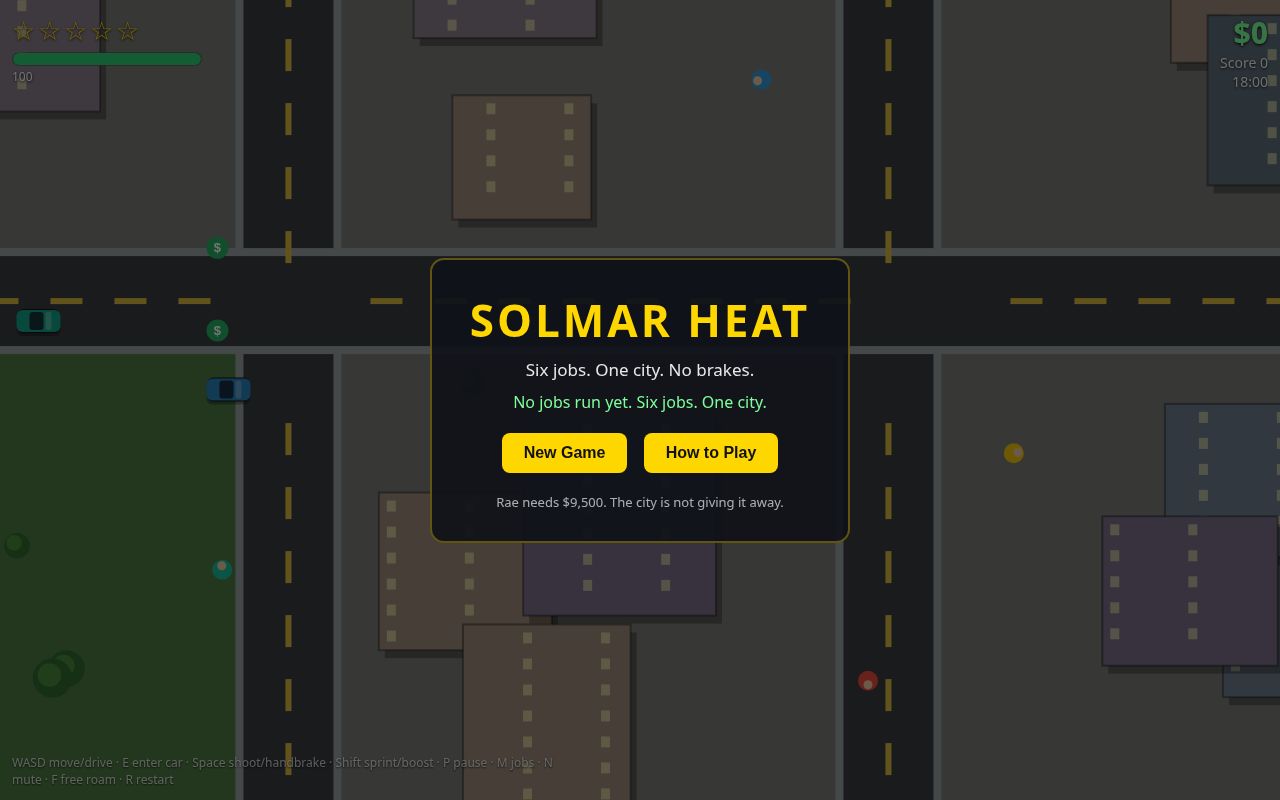 ☆☆☆☆☆
100
$0
Score 0
18:00
$
$
SOLMAR HEAT
Six jobs. One city. No brakes.
No jobs run yet. Six jobs. One city.
New Game
How to Play
Rae needs $9,500. The city is not giving it away.
WASD move/drive · E enter car · Space shoot/handbrake · Shift sprint/boost · P pause · M jobs · N
mute · F free roam · R restart